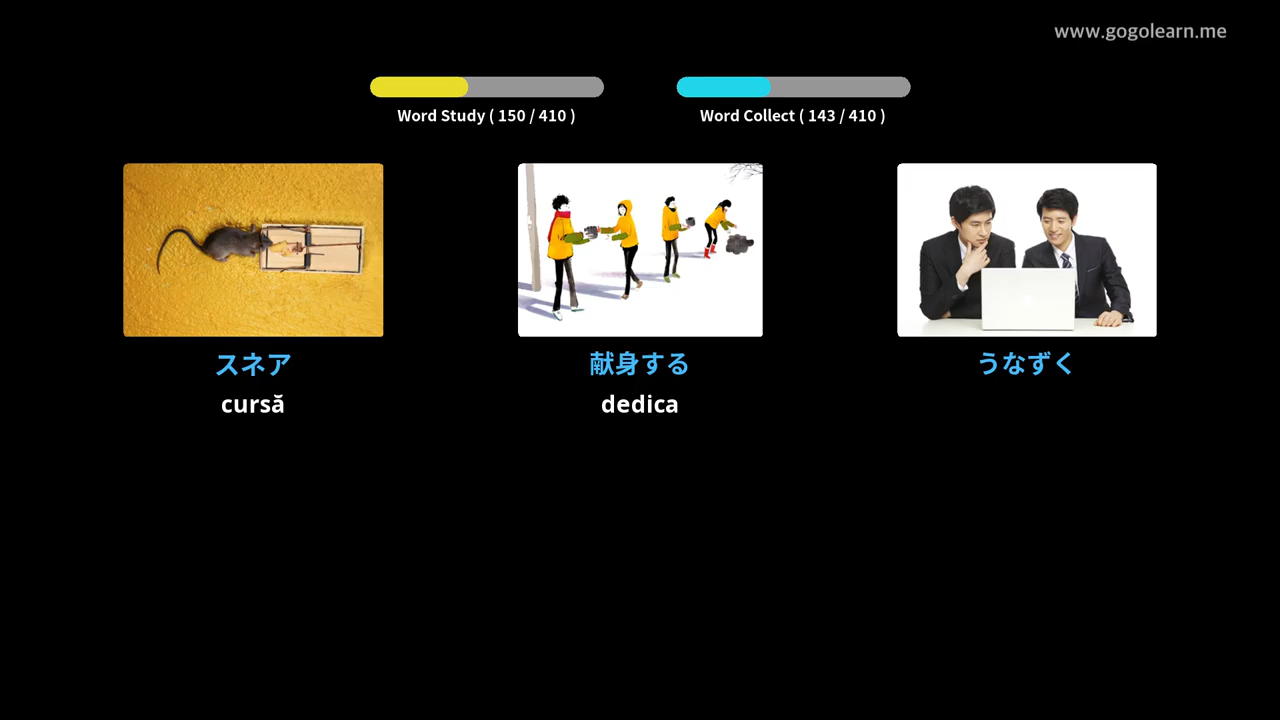 www.gogolearn.me
Word Study ( 150 / 410 )
Word Collect ( 143 / 410 )
スネア
献身する
うなずく
cursă
dedica